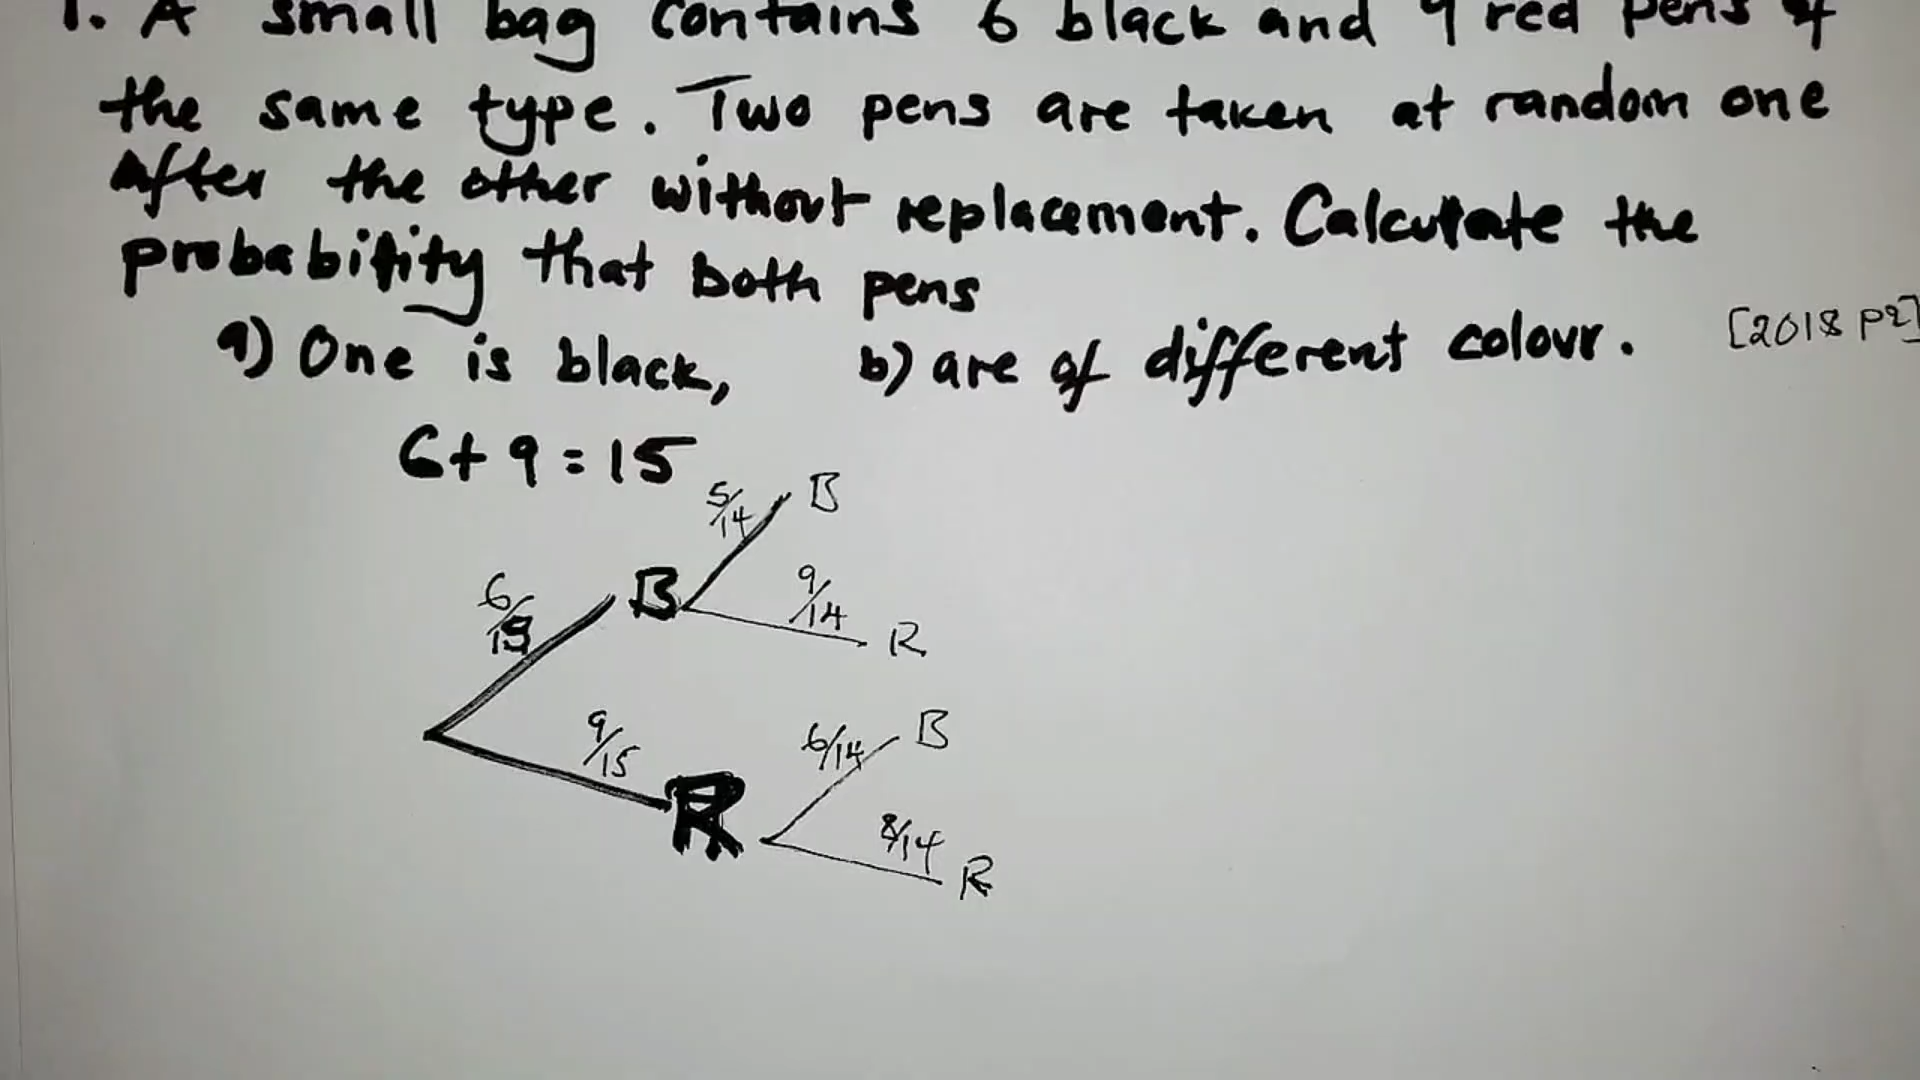 1. A small bag contains 6 black and 9 red pens of
the same type. Two pens are taken at random one
after the other without replacement. Calculate the
probability that both pens
a) One is black, b) are of different colour. [2018 P2]
6+9=15
5/14 B
6/15 B 9/14 R
9/15 R 6/14 B
8/14 R